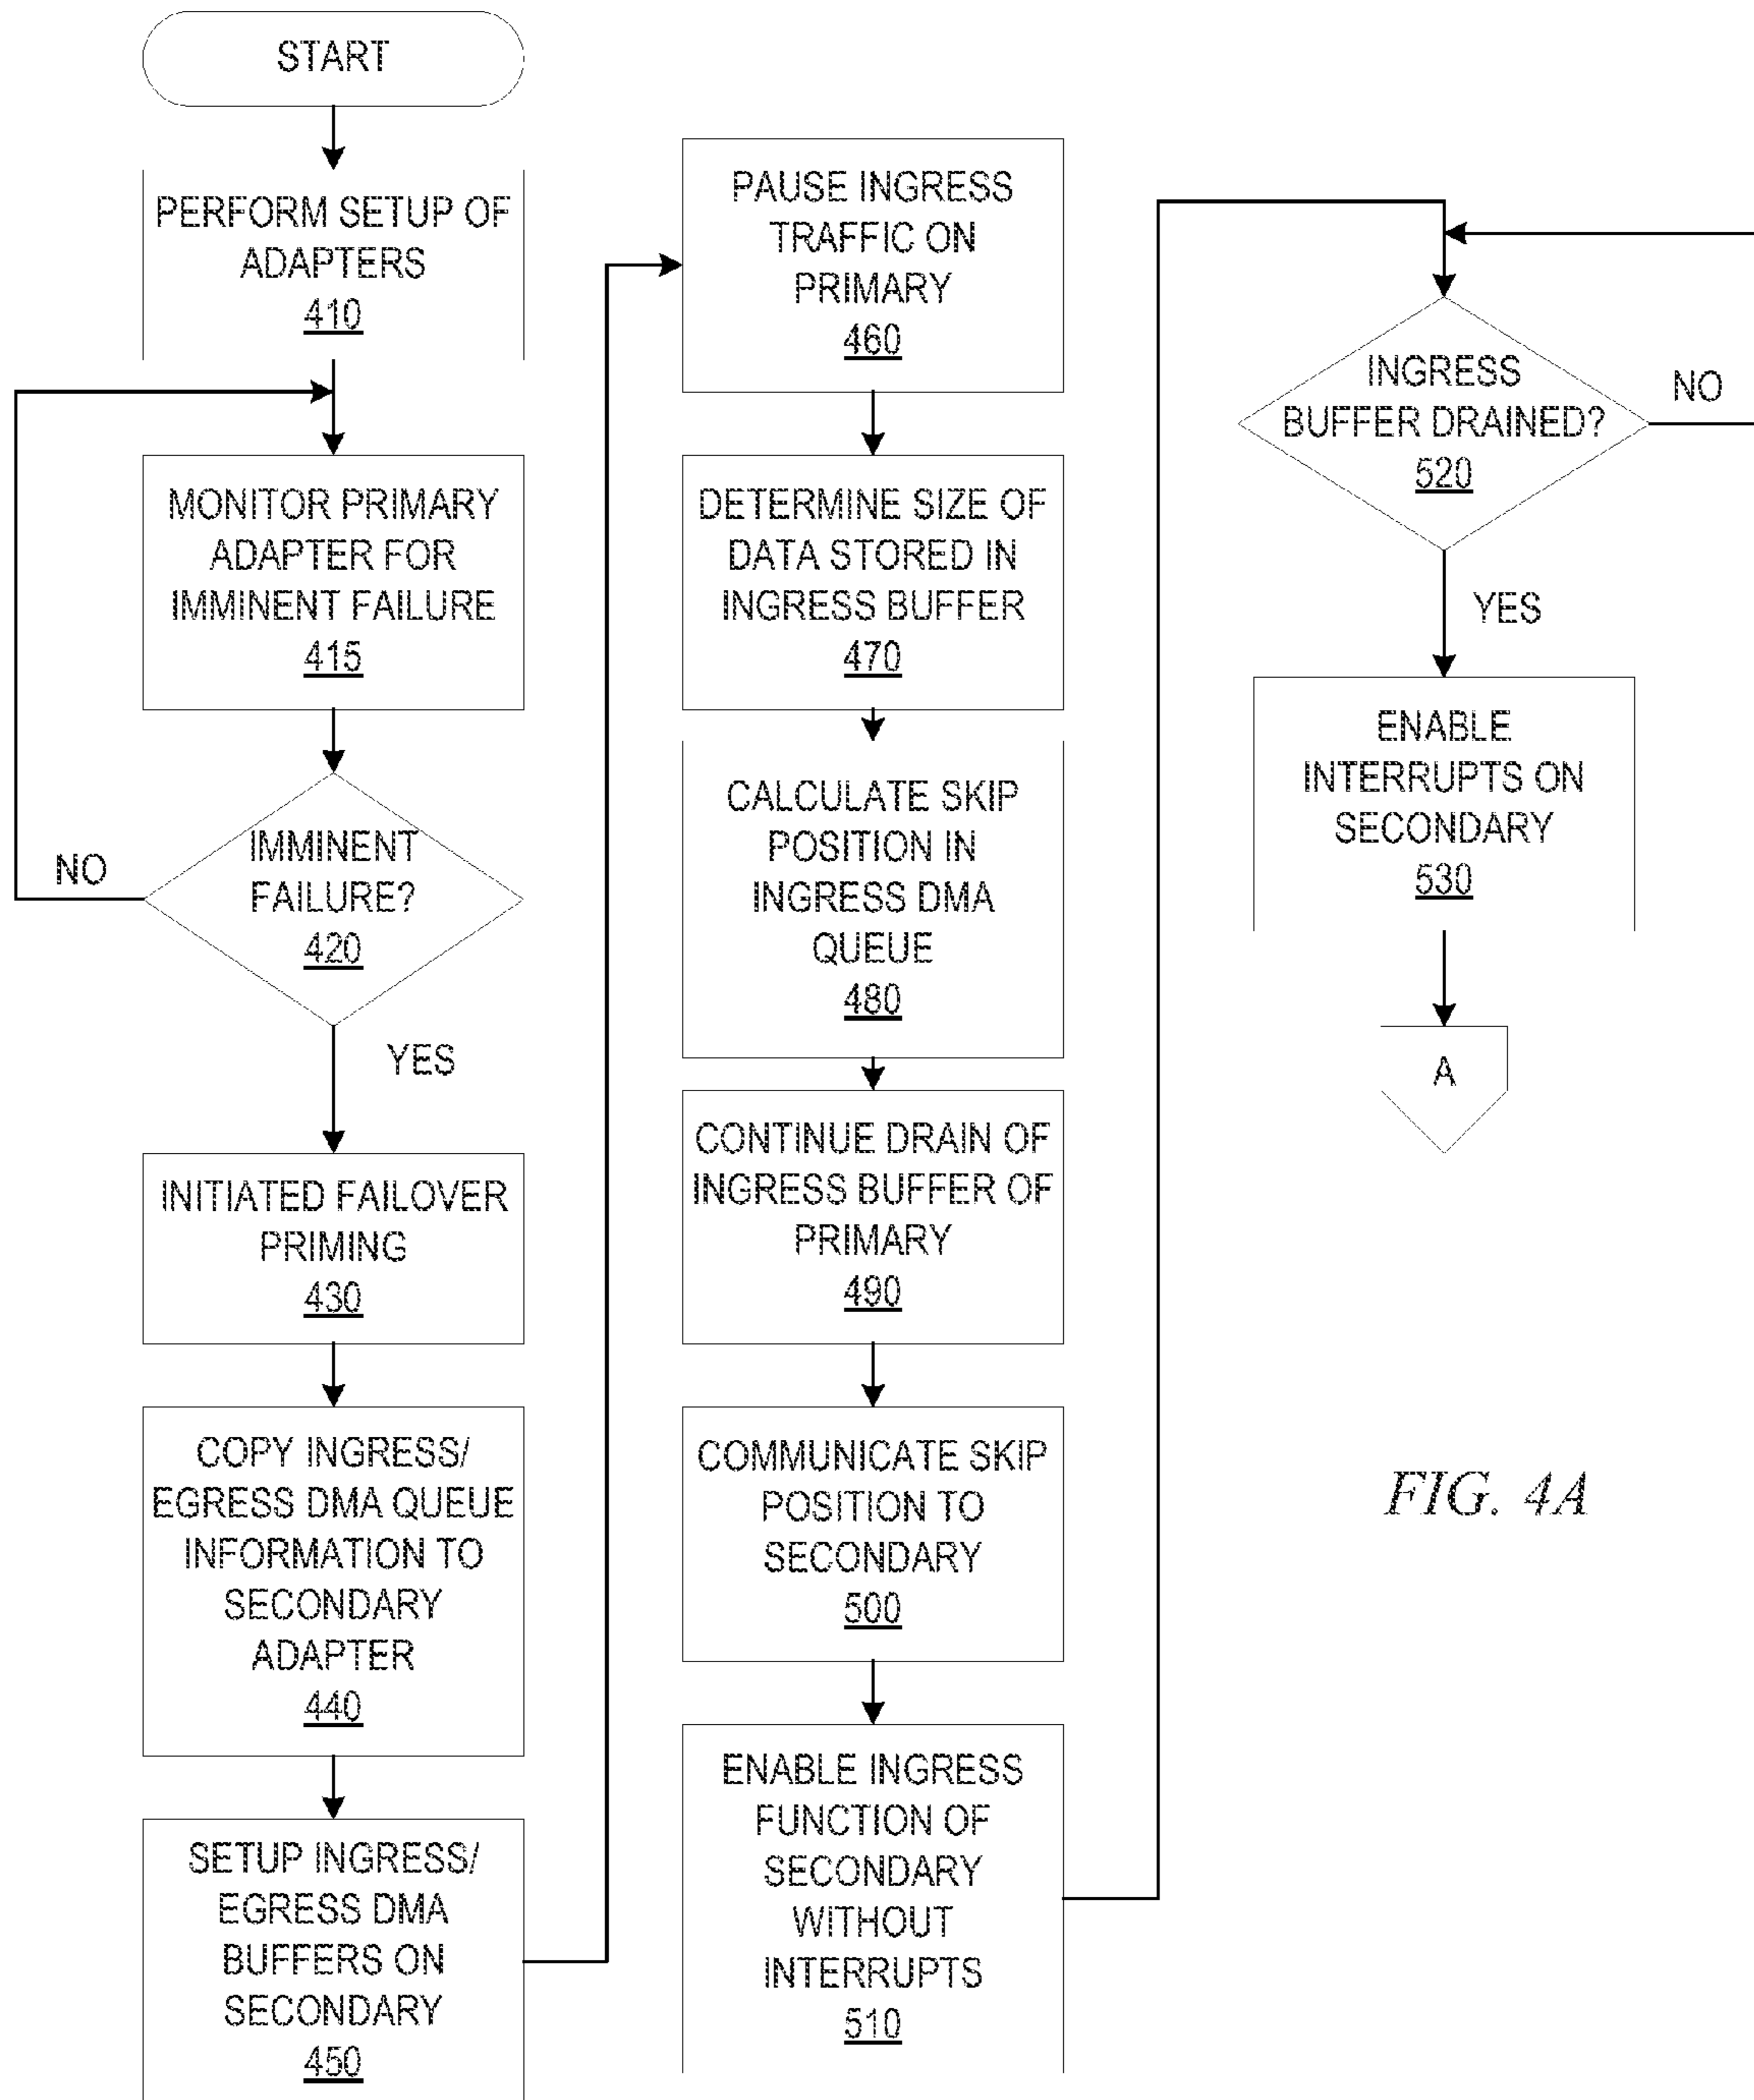 START
PERFORM SETUP OF
ADAPTERS
410
MONITOR PRIMARY
ADAPTER FOR
IMMINENT FAILURE
415
IMMINENT
FAILURE?
420
NO
YES
INITIATED FAILOVER
PRIMING
430
COPY INGRESS/
EGRESS DMA QUEUE
INFORMATION TO
SECONDARY
ADAPTER
440
SETUP INGRESS/
EGRESS DMA
BUFFERS ON
SECONDARY
450
PAUSE INGRESS
TRAFFIC ON
PRIMARY
460
DETERMINE SIZE OF
DATA STORED IN
INGRESS BUFFER
470
CALCULATE SKIP
POSITION IN
INGRESS DMA
QUEUE
480
CONTINUE DRAIN OF
INGRESS BUFFER OF
PRIMARY
490
COMMUNICATE SKIP
POSITION TO
SECONDARY
500
ENABLE INGRESS
FUNCTION OF
SECONDARY
WITHOUT
INTERRUPTS
510
INGRESS
BUFFER DRAINED?
520
NO
YES
ENABLE
INTERRUPTS ON
SECONDARY
530
A
FIG. 4A